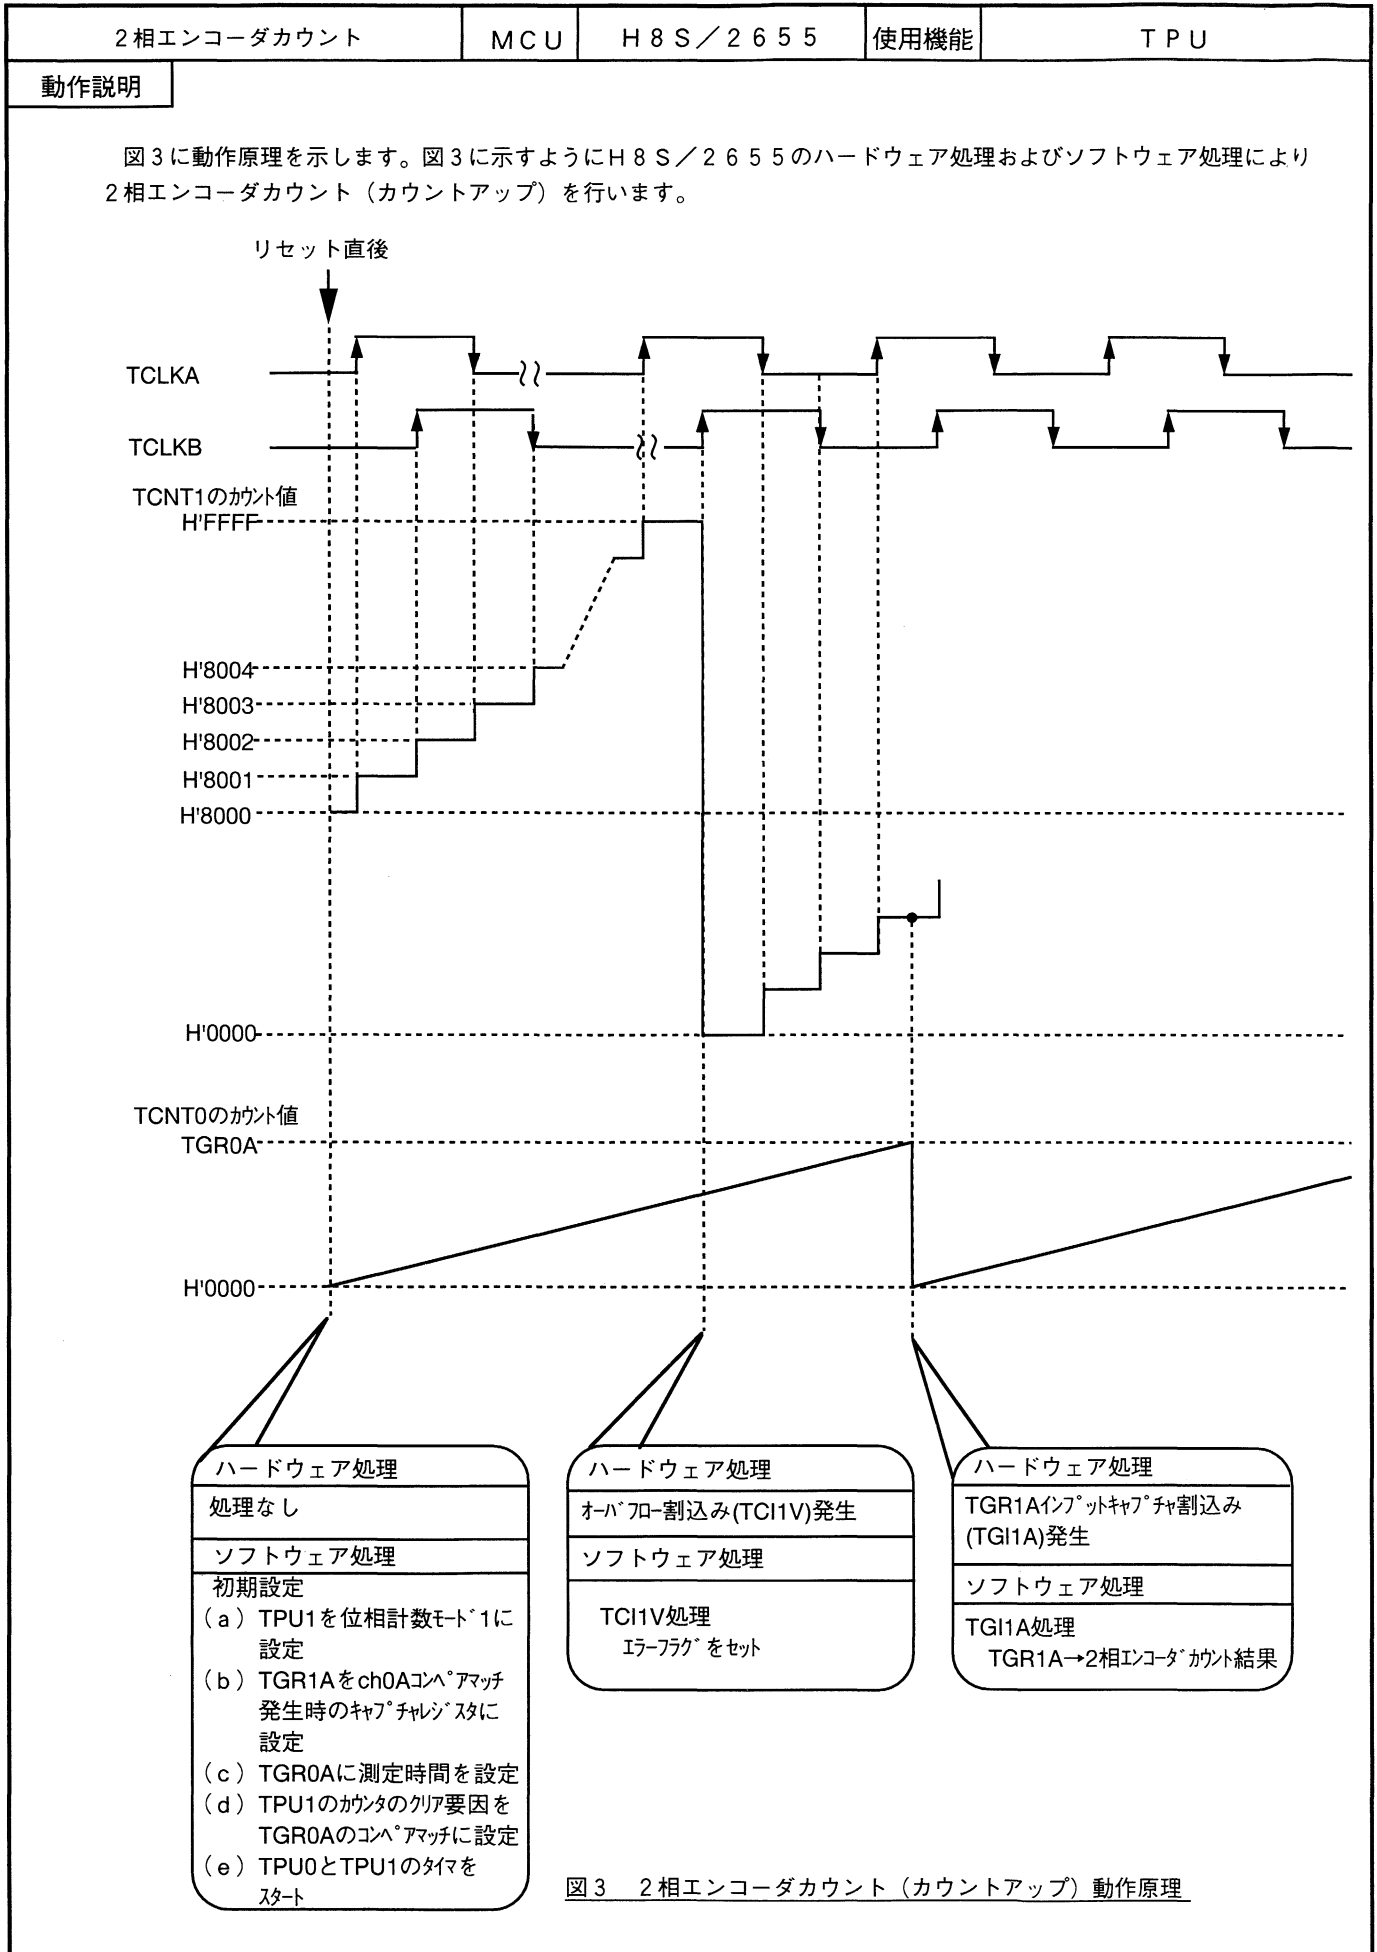 2相エンコーダカウント
MCU
H8S／2655
使用機能
TPU
動作説明
図3に動作原理を示します。図3に示すようにH8S／2655のハードウェア処理およびソフトウェア処理により
2相エンコーダカウント（カウントアップ）を行います。
リセット直後
TCLKA
TCLKB
TCNT1のカウント値
H'FFFF
H'8004
H'8003
H'8002
H'8001
H'8000
H'0000
TCNT0のカウント値
TGR0A
H'0000
ハードウェア処理
処理なし
ソフトウェア処理
初期設定
（a）TPU1を位相計数モード1に
設定
（b）TGR1Aをch0Aコンペアマッチ
発生時のキャプチャレジスタに
設定
（c）TGR0Aに測定時間を設定
（d）TPU1のカウンタのクリア要因を
TGR0Aのコンペアマッチに設定
（e）TPU0とTPU1のタイマを
スタート
ハードウェア処理
オーバフロー割込み(TCI1V)発生
ソフトウェア処理
TCI1V処理
エラーフラグをセット
ハードウェア処理
TGR1Aインプットキャプチャ割込み
(TGI1A)発生
ソフトウェア処理
TGI1A処理
TGR1A→2相エンコーダカウント結果
図3　2相エンコーダカウント（カウントアップ）動作原理